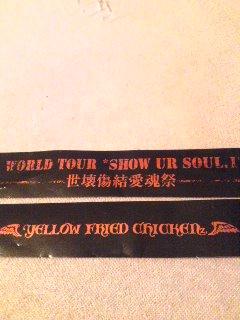 WORLD TOUR "SHOW UR SOUL.I
世壊傷結愛魂祭
YELLOW FRIED CHICKENz